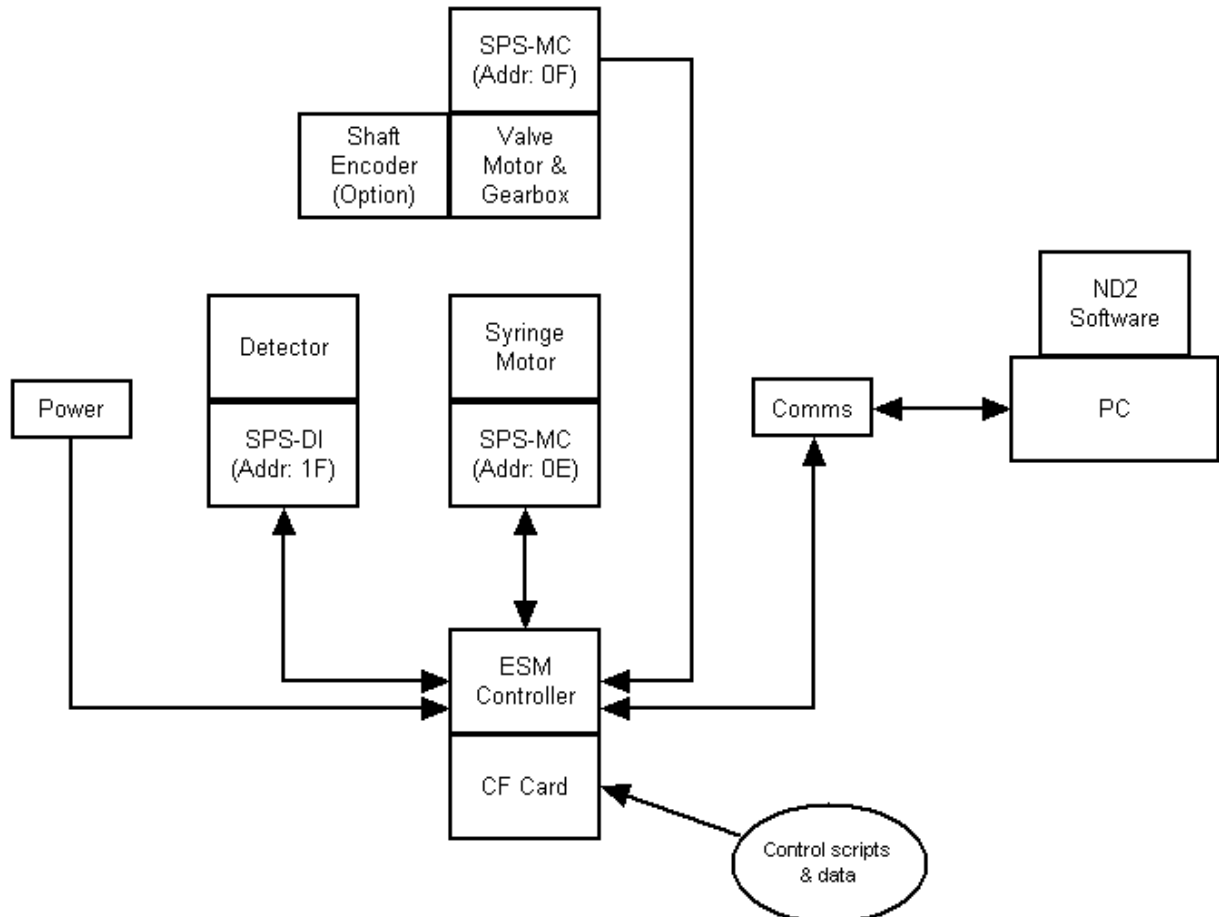 SPS-MC
(Addr: 0F)
Shaft
Encoder
(Option)
Valve
Motor &
Gearbox
ND2
Software
Detector
Syringe
Motor
Power
SPS-DI
(Addr: 1F)
SPS-MC
(Addr: 0E)
Comms
PC
ESM
Controller
CF Card
Control scripts
& data